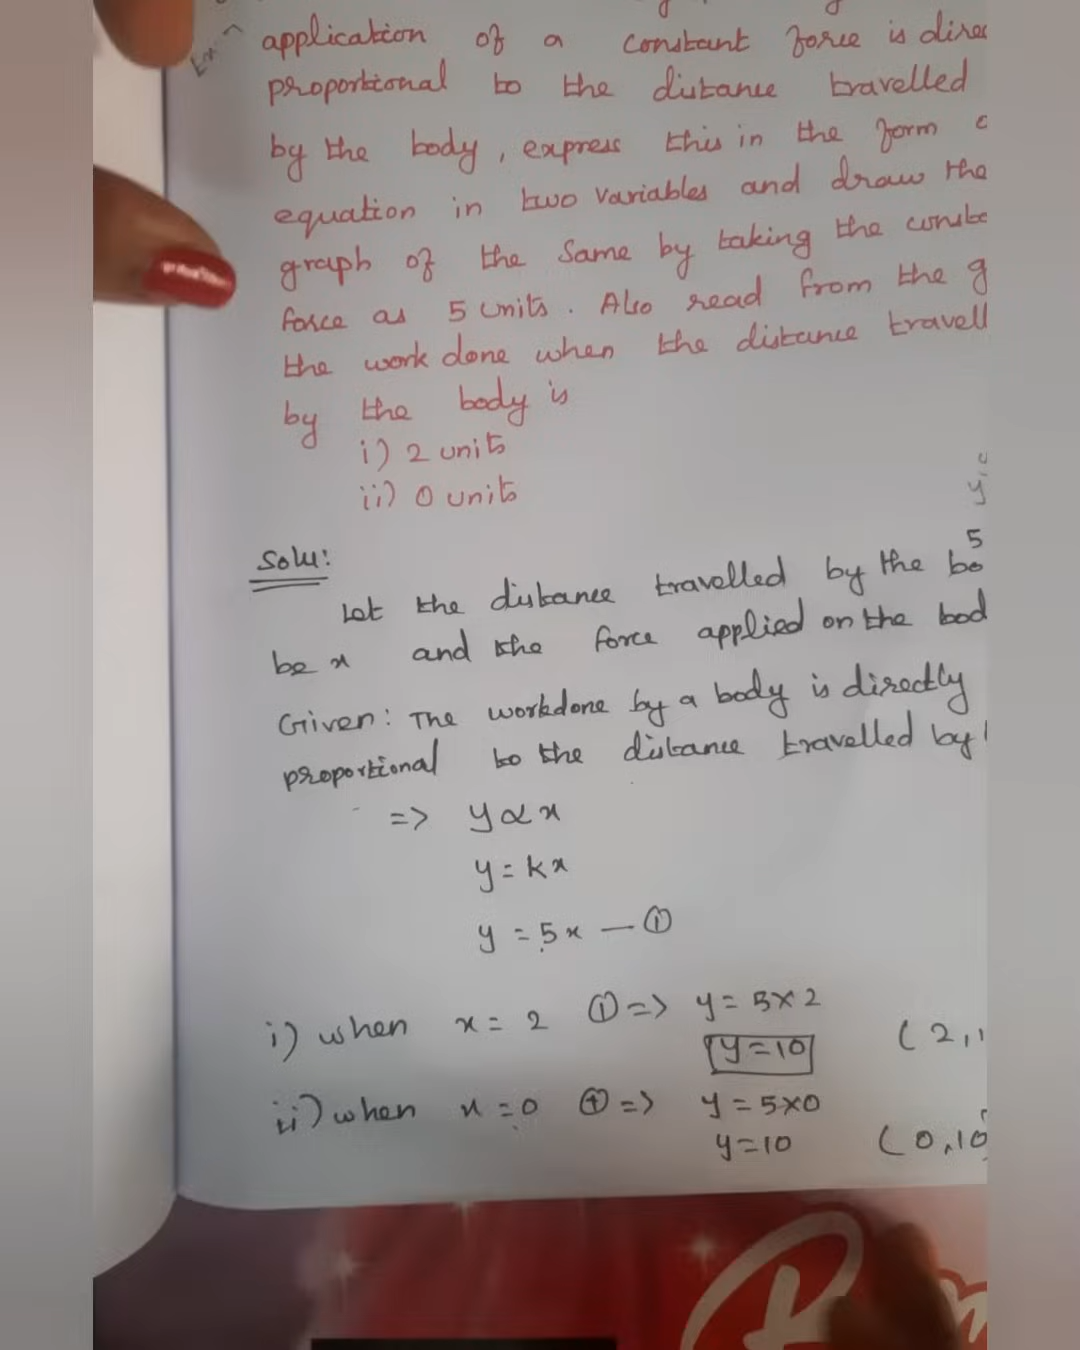 application of a constant force is direc
proportional to the distance travelled
by the body, express this in the form o
equation in two variables and draw the
graph of the same by taking the conste
force as 5 units. Also read from the g
the work done when the distance travell
by the body is
i) 2 units
ii) 0 units
y
5
Solu:
Let the distance travelled by the bo
be x and the force applied on the bod
Given: The workdone by a body is directly
proportional to the distance travelled by
=> y ∝ x
y = kx
y = 5x — ①
i) when x = 2 ① => y = 5×2
y = 10 (2,1
ii) when x = 0 => y = 5×0
y = 10 (0,10